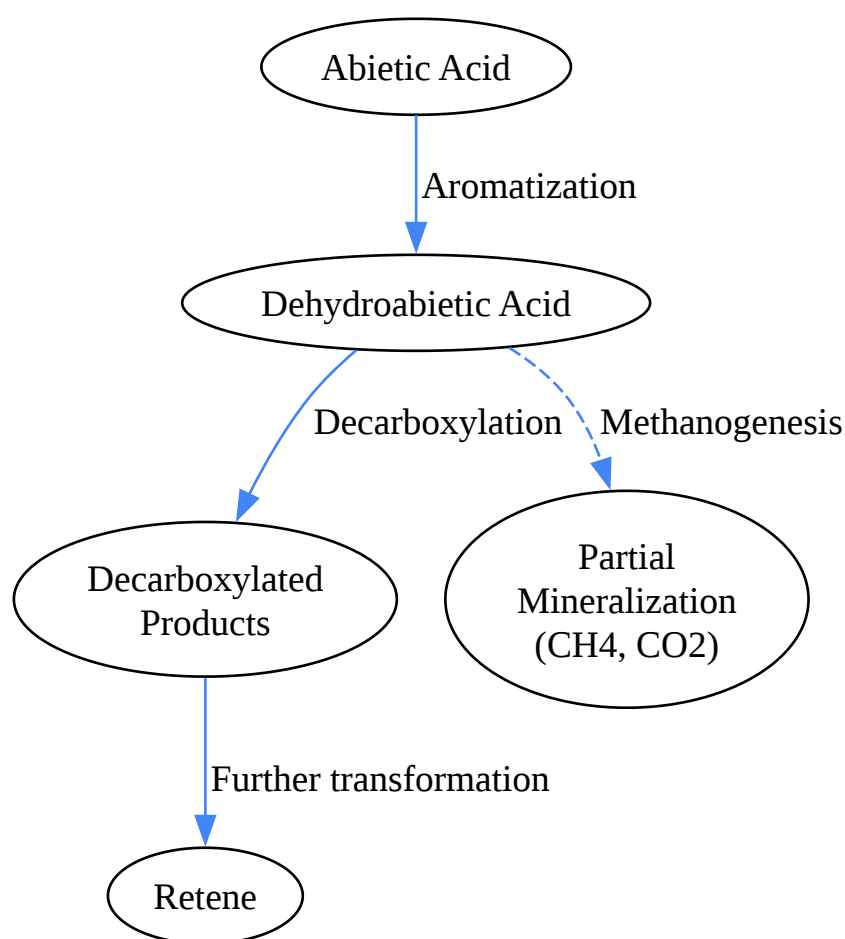 Abietic Acid
Aromatization
Dehydroabietic Acid
Decarboxylation
Methanogenesis
Decarboxylated
Products
Partial
Mineralization
(CH4, CO2)
Further transformation
Retene